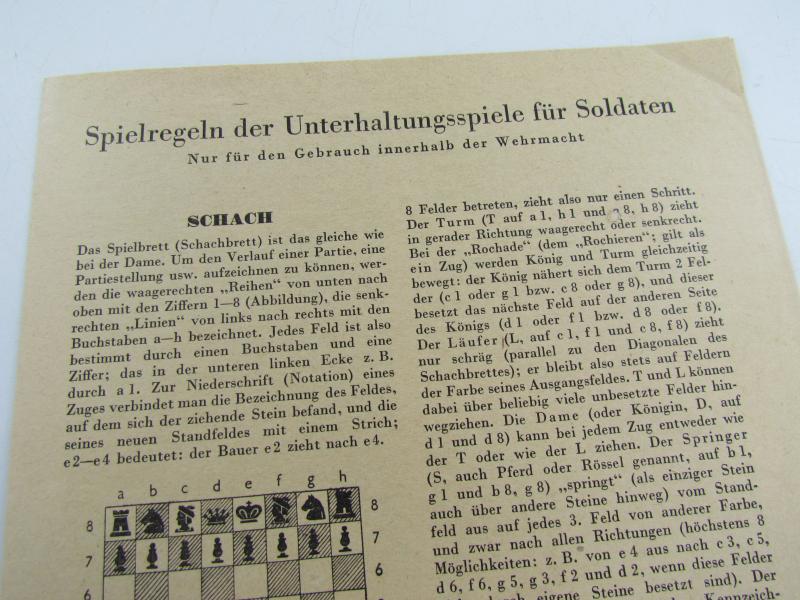 Spielregeln der Unterhaltungsspiele für Soldaten
Nur für den Gebrauch innerhalb der Wehrmacht
SCHACH
Das Spielbrett (Schachbrett) ist das gleiche wie
bei der Dame. Um den Verlauf einer Partie, eine
Partiestellung usw. aufzeichnen zu können, wer-
den die waagerechten „Reihen“ von unten nach
oben mit den Ziffern 1—8 (Abbildung), die senk-
rechten „Linien“ von links nach rechts mit den
Buchstaben a—h bezeichnet. Jedes Feld ist also
bestimmt durch einen Buchstaben und eine
Ziffer; das in der unteren linken Ecke z. B.
durch a 1. Zur Niederschrift (Notation) eines
Zuges verbindet man die Bezeichnung des Feldes,
auf dem sich der ziehende Stein befand, und die
seines neuen Standfeldes mit einem Strich;
e 2—e 4 bedeutet: der Bauer e 2 zieht nach e 4.
a b c d e f g h
8 8
7 7
6 6
8 Felder betreten, zieht also nur einen Schritt.
Der Turm (T auf a 1, h 1 und a 8, h 8) zieht
in gerader Richtung waagerecht oder senkrecht.
Bei der „Rochade“ (dem „Rochieren“; gilt als
ein Zug) werden König und Turm gleichzeitig
bewegt: der König nähert sich dem Turm 2 Fel-
der (c 1 oder g 1 bzw. c 8 oder g 8), und dieser
besetzt das nächste Feld auf der anderen Seite
des Königs (d 1 oder f 1 bzw. d 8 oder f 8).
Der Läufer (L, auf c 1, f 1 und c 8, f 8) zieht
nur schräg (parallel zu den Diagonalen des
Schachbrettes); er bleibt also stets auf Feldern
der Farbe seines Ausgangsfeldes. T und L können
dabei über beliebig viele unbesetzte Felder hin-
wegziehen. Die Dame (oder Königin, D, auf
d 1 und d 8) kann bei jedem Zug entweder wie
der T oder wie der L ziehen. Der Springer
(S, auch Pferd oder Rössel genannt, auf b 1,
g 1 und b 8, g 8) „springt“ (als einziger Stein
auch über andere Steine hinweg) vom Stand-
feld aus auf jedes 3. Feld von anderer Farbe,
und zwar nach allen Richtungen (höchstens 8
Möglichkeiten: z. B. von e 4 aus nach c 3, c 5,
d 6, f 6, g 5, g 3, f 2 und d 2, wenn diese Felder
durch eigene Steine besetzt sind). Der
Kennzeich-